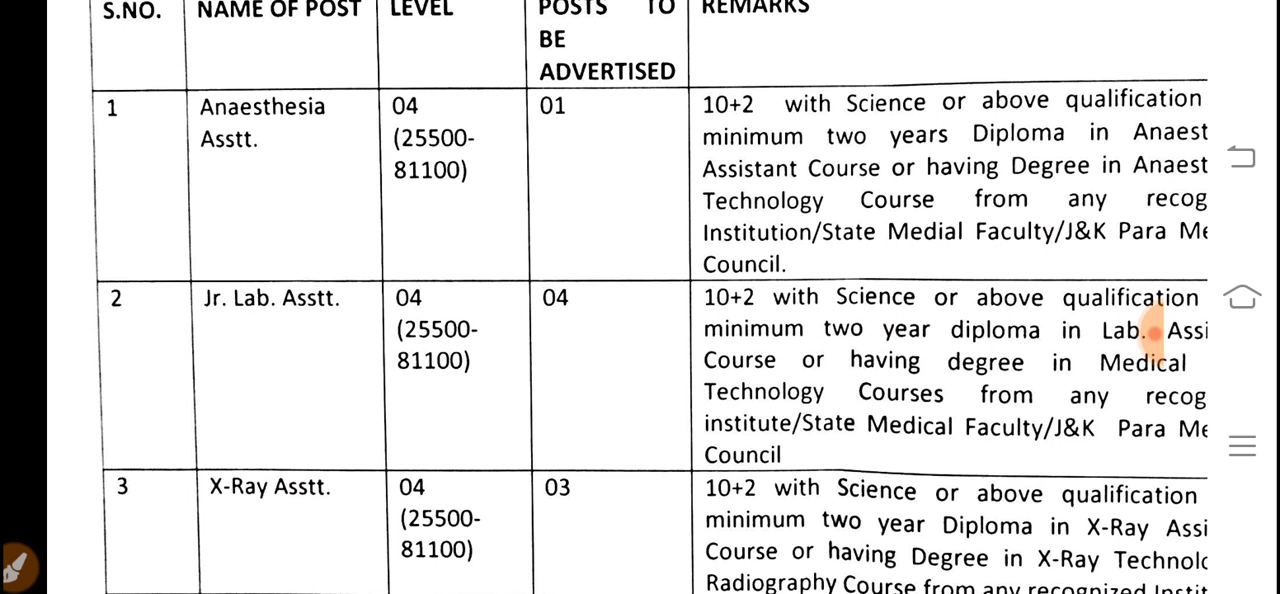 S.NO. NAME OF POST LEVEL POSTS TO REMARKS
BE
ADVERTISED
1 Anaesthesia 04 01 10+2 with Science or above qualification
Asstt. (25500- minimum two years Diploma in Anaest
81100) Assistant Course or having Degree in Anaest
Technology Course from any recog
Institution/State Medial Faculty/J&K Para Me
Council.
2 Jr. Lab. Asstt. 04 04 10+2 with Science or above qualification
(25500- minimum two year diploma in Lab. Assi
81100) Course or having degree in Medical
Technology Courses from any recog
institute/State Medical Faculty/J&K Para Me
Council
3 X-Ray Asstt. 04 03 10+2 with Science or above qualification
(25500- minimum two year Diploma in X-Ray Assi
81100) Course or having Degree in X-Ray Technolo
Radiography Course from any recognized Instit